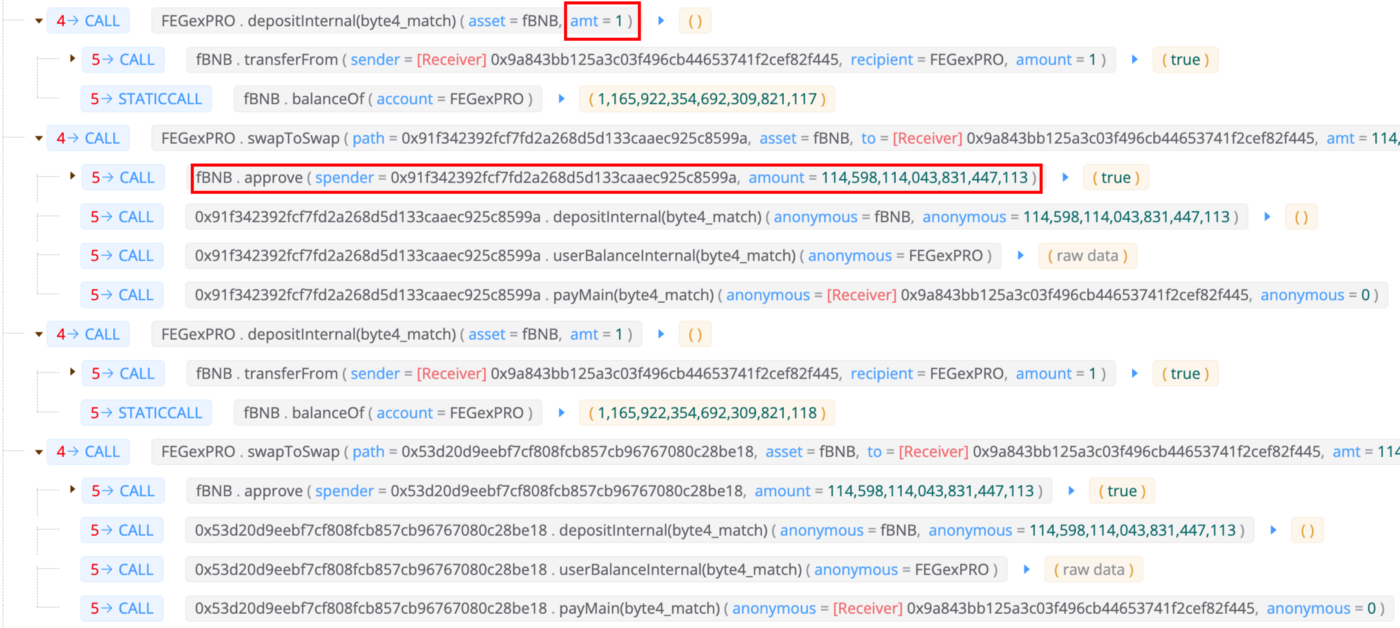 4→ CALL FEGexPRO . depositInternal(byte4_match) ( asset = fBNB, amt = 1 ) ( )
5→ CALL fBNB . transferFrom ( sender = [Receiver] 0x9a843bb125a3c03f496cb44653741f2cef82f445, recipient = FEGexPRO, amount = 1 ) ( true )
5→ STATICCALL fBNB . balanceOf ( account = FEGexPRO ) ( 1,165,922,354,692,309,821,117 )
4→ CALL FEGexPRO . swapToSwap ( path = 0x91f342392fcf7fd2a268d5d133caaec925c8599a, asset = fBNB, to = [Receiver] 0x9a843bb125a3c03f496cb44653741f2cef82f445, amt = 114,
5→ CALL fBNB . approve ( spender = 0x91f342392fcf7fd2a268d5d133caaec925c8599a, amount = 114,598,114,043,831,447,113 ) ( true )
5→ CALL 0x91f342392fcf7fd2a268d5d133caaec925c8599a . depositInternal(byte4_match) ( anonymous = fBNB, anonymous = 114,598,114,043,831,447,113 ) ( )
5→ CALL 0x91f342392fcf7fd2a268d5d133caaec925c8599a . userBalanceInternal(byte4_match) ( anonymous = FEGexPRO ) ( raw data )
5→ CALL 0x91f342392fcf7fd2a268d5d133caaec925c8599a . payMain(byte4_match) ( anonymous = [Receiver] 0x9a843bb125a3c03f496cb44653741f2cef82f445, anonymous = 0 )
4→ CALL FEGexPRO . depositInternal(byte4_match) ( asset = fBNB, amt = 1 ) ( )
5→ CALL fBNB . transferFrom ( sender = [Receiver] 0x9a843bb125a3c03f496cb44653741f2cef82f445, recipient = FEGexPRO, amount = 1 ) ( true )
5→ STATICCALL fBNB . balanceOf ( account = FEGexPRO ) ( 1,165,922,354,692,309,821,118 )
4→ CALL FEGexPRO . swapToSwap ( path = 0x53d20d9eebf7cf808fcb857cb96767080c28be18, asset = fBNB, to = [Receiver] 0x9a843bb125a3c03f496cb44653741f2cef82f445, amt = 114
5→ CALL fBNB . approve ( spender = 0x53d20d9eebf7cf808fcb857cb96767080c28be18, amount = 114,598,114,043,831,447,113 ) ( true )
5→ CALL 0x53d20d9eebf7cf808fcb857cb96767080c28be18 . depositInternal(byte4_match) ( anonymous = fBNB, anonymous = 114,598,114,043,831,447,113 ) ( )
5→ CALL 0x53d20d9eebf7cf808fcb857cb96767080c28be18 . userBalanceInternal(byte4_match) ( anonymous = FEGexPRO ) ( raw data )
5→ CALL 0x53d20d9eebf7cf808fcb857cb96767080c28be18 . payMain(byte4_match) ( anonymous = [Receiver] 0x9a843bb125a3c03f496cb44653741f2cef82f445, anonymous = 0 )